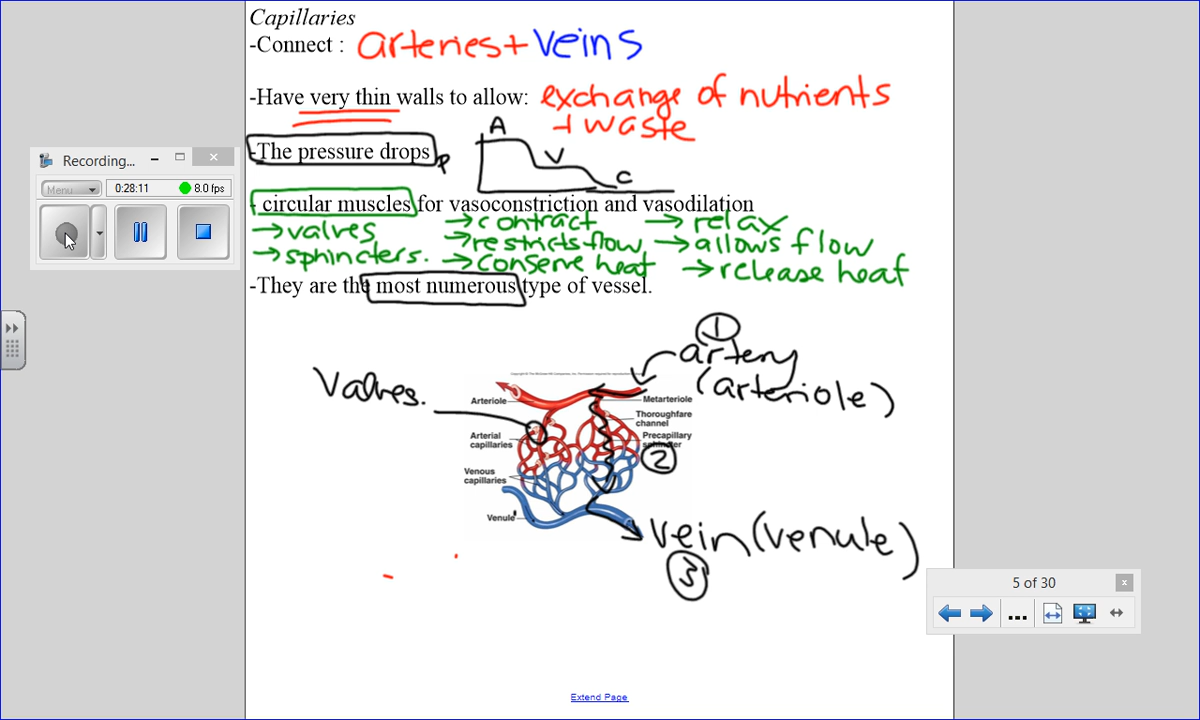 Capillaries
-Connect : arteries + veins
-Have very thin walls to allow: exchange of nutrients
+ waste
-The pressure drops
P
A
V
C
- circular muscles for vasoconstriction and vasodilation
→valves →contract → relax
→sphincters. →restricts flow →allows flow
→conserve heat →release heat
-They are the most numerous type of vessel.
1
artery
(arteriole)
Valves.
Arteriole
Metarteriole
Thoroughfare
channel
Arterial
capillaries
Precapillary
sphincter
2
Venous
capillaries
Venule
vein (venule)
3
Recording...
Menu
0:28:11
8.0 fps
5 of 30
...
Extend Page